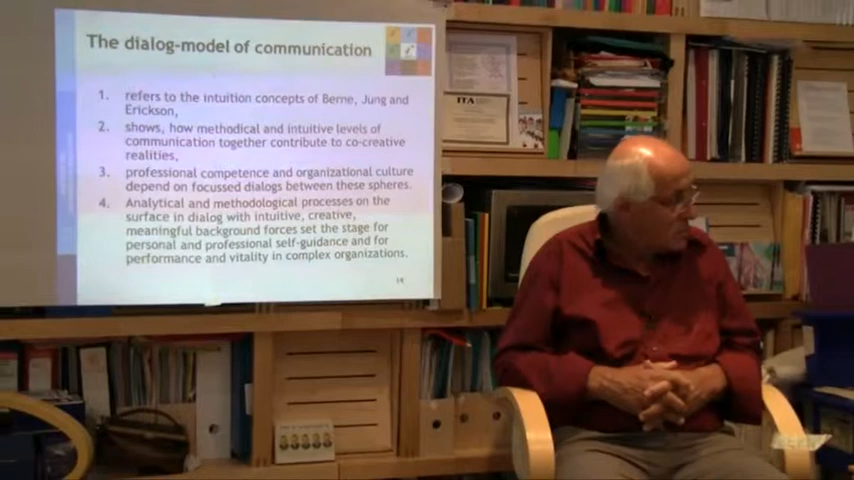 The dialog-model of communication
1. refers to the intuition concepts of Berne, Jung and
Erickson,
2. shows, how methodical and intuitive levels of
communication together contribute to co-creative
realities,
3. professional competence and organizational culture
depend on focussed dialogs between these spheres.
4. Analytical and methodological processes on the
surface in dialog with intuitive, creative,
meaningful background forces set the stage for
personal and professional self-guidance and for
performance and vitality in complex organizations.
ITA